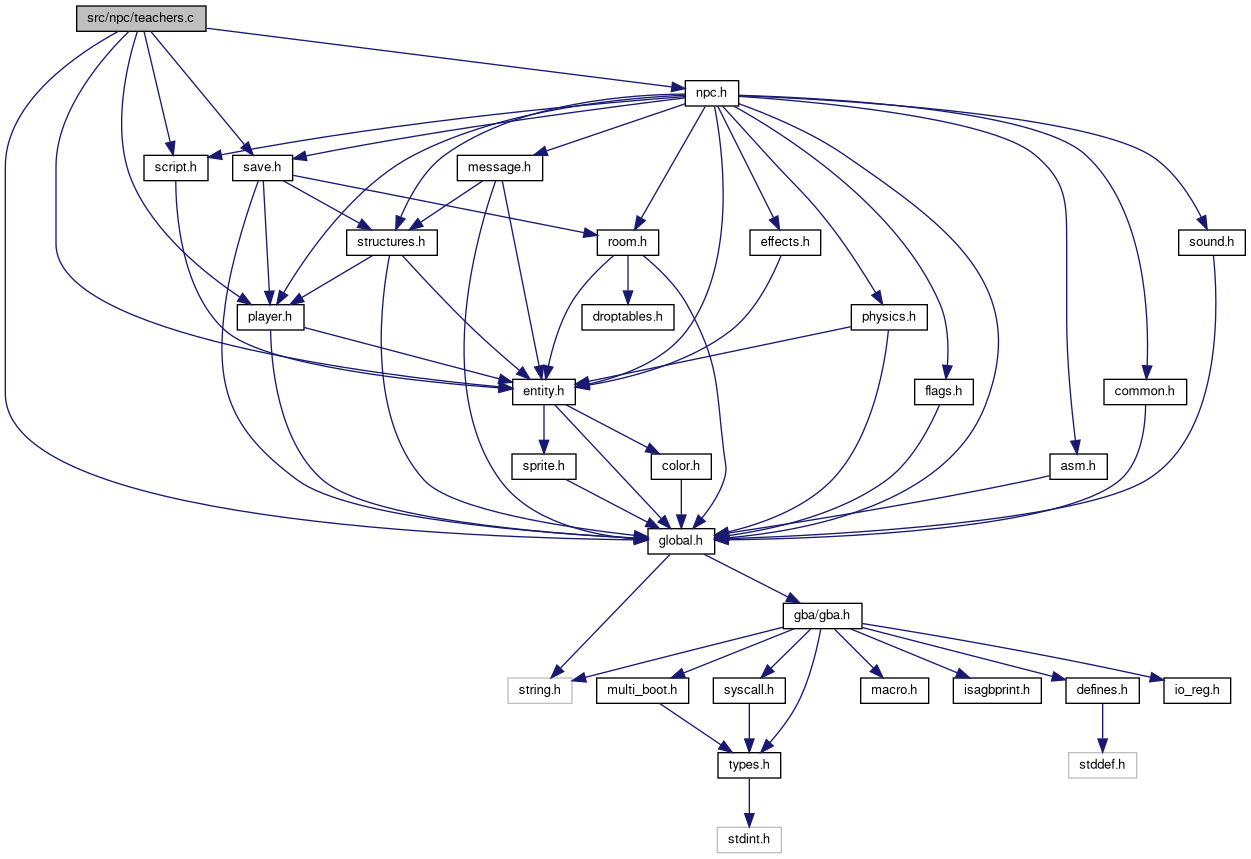 src/npc/teachers.c
npc.h
script.h
save.h
message.h
structures.h
room.h
effects.h
sound.h
player.h
droptables.h
physics.h
entity.h
flags.h
common.h
sprite.h
color.h
asm.h
global.h
gba/gba.h
string.h
multi_boot.h
syscall.h
macro.h
isagbprint.h
defines.h
io_reg.h
types.h
stddef.h
stdint.h